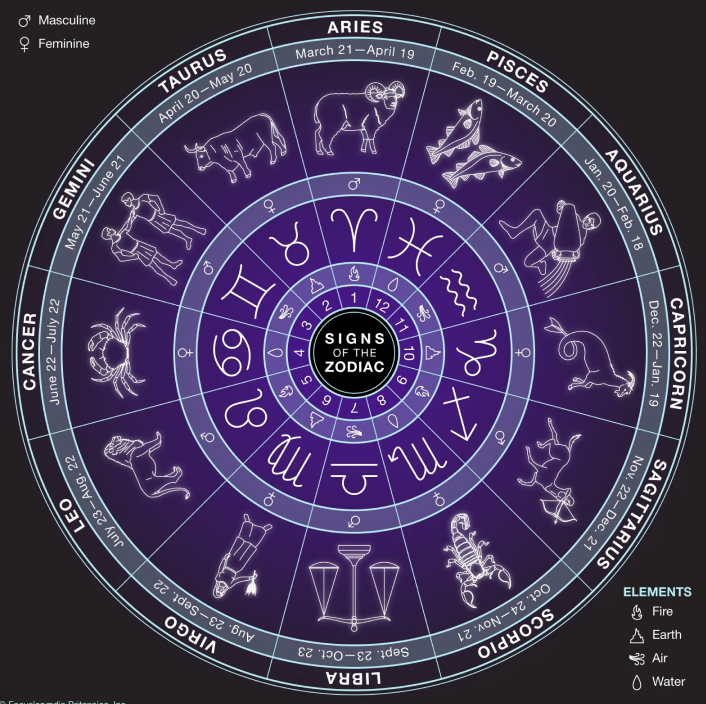 ♂ Masculine
♀ Feminine
ARIES
March 21—April 19
PISCES
Feb. 19—March 20
AQUARIUS
Jan. 20—Feb. 18
CAPRICORN
Dec. 22—Jan. 19
SAGITTARIUS
Nov. 22—Dec. 21
SCORPIO
Oct. 24—Nov. 21
LIBRA
Sept. 23—Oct. 23
VIRGO
Aug. 23—Sept. 22
LEO
July 23—Aug. 22
CANCER
June 22—July 22
GEMINI
May 21—June 21
TAURUS
April 20—May 20
1
12
11
10
9
8
7
6
5
4
3
2
SIGNS
OF THE
ZODIAC
ELEMENTS
Fire
Earth
Air
Water
© Encyclopædia Britannica, Inc.